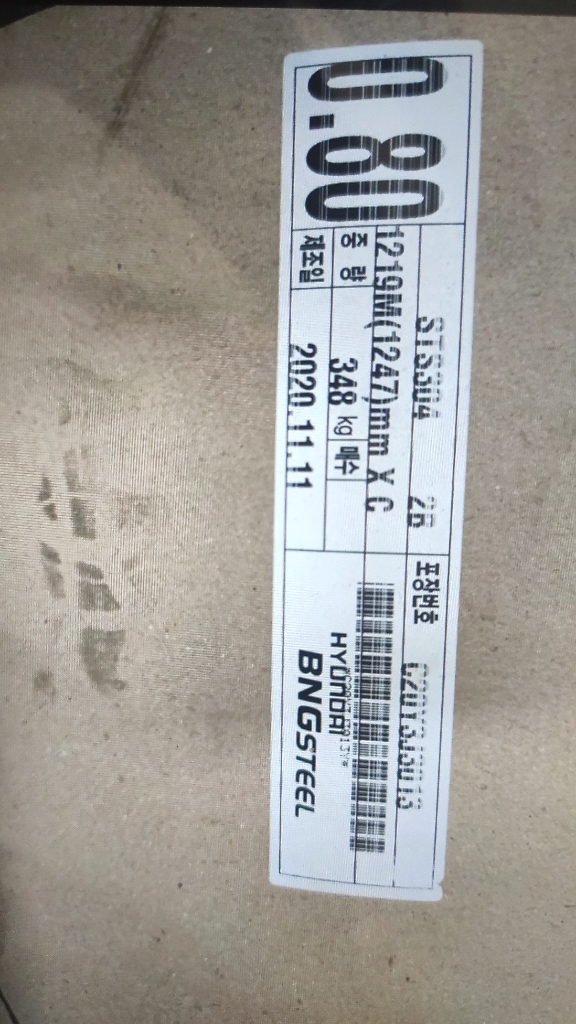 0.80
STS304 2B
1219M(1247)mm X C
중 량 348 kg 매수
제조일 2020.11.11
포장번호
HYUNDAI
BNGSTEEL